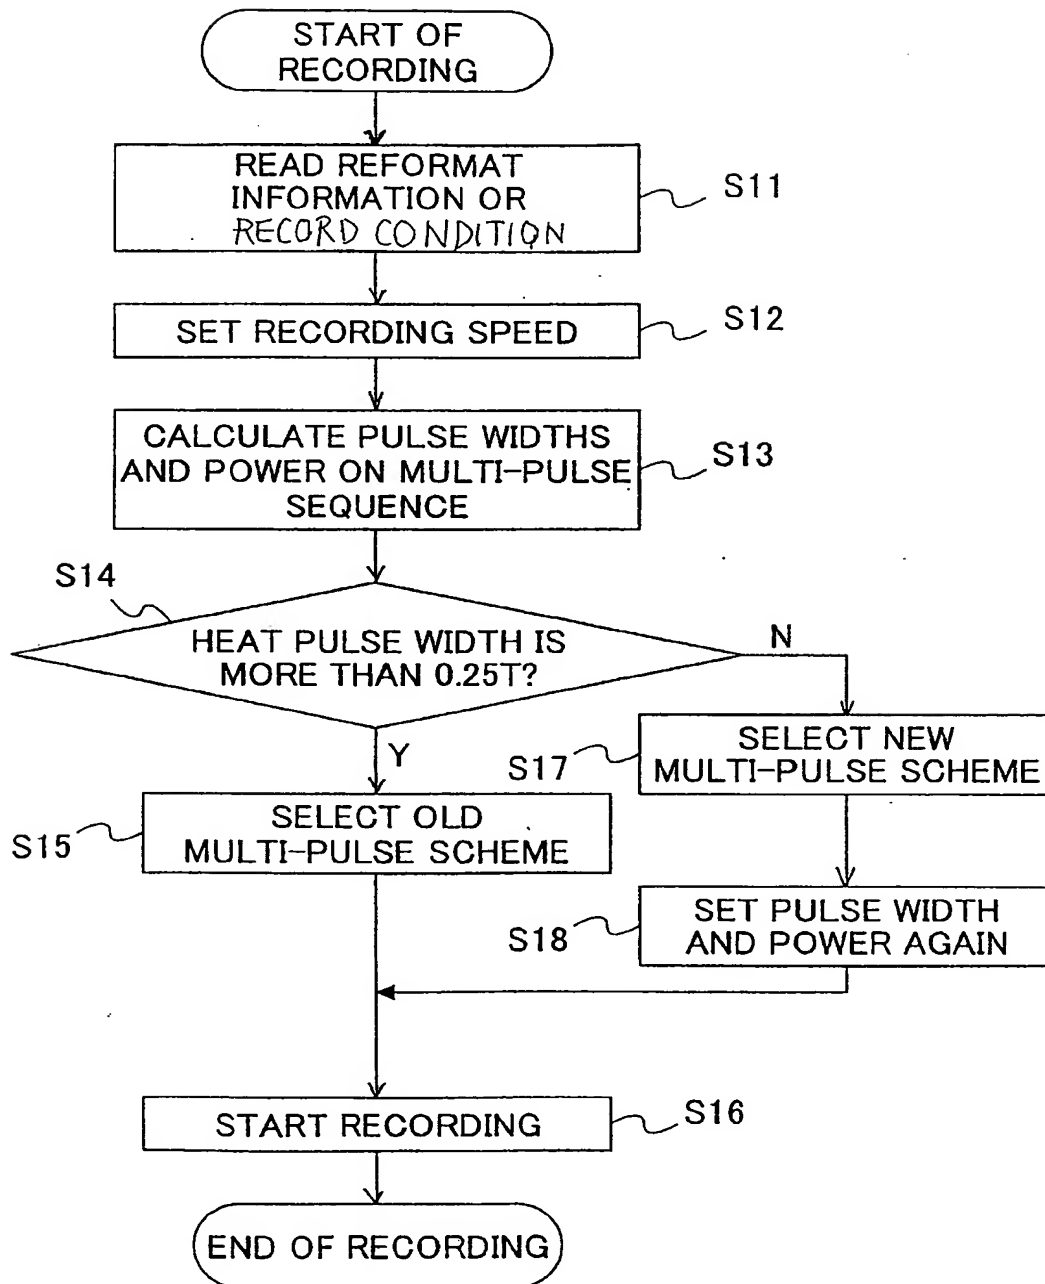 START OF
RECORDING
READ REFORMAT
INFORMATION OR
RECORD CONDITION
S11
SET RECORDING SPEED
S12
CALCULATE PULSE WIDTHS
AND POWER ON MULTI-PULSE
SEQUENCE
S13
S14
HEAT PULSE WIDTH IS
MORE THAN 0.25T?
N
Y
S17
SELECT NEW
MULTI-PULSE SCHEME
S15
SELECT OLD
MULTI-PULSE SCHEME
S18
SET PULSE WIDTH
AND POWER AGAIN
START RECORDING
S16
END OF RECORDING